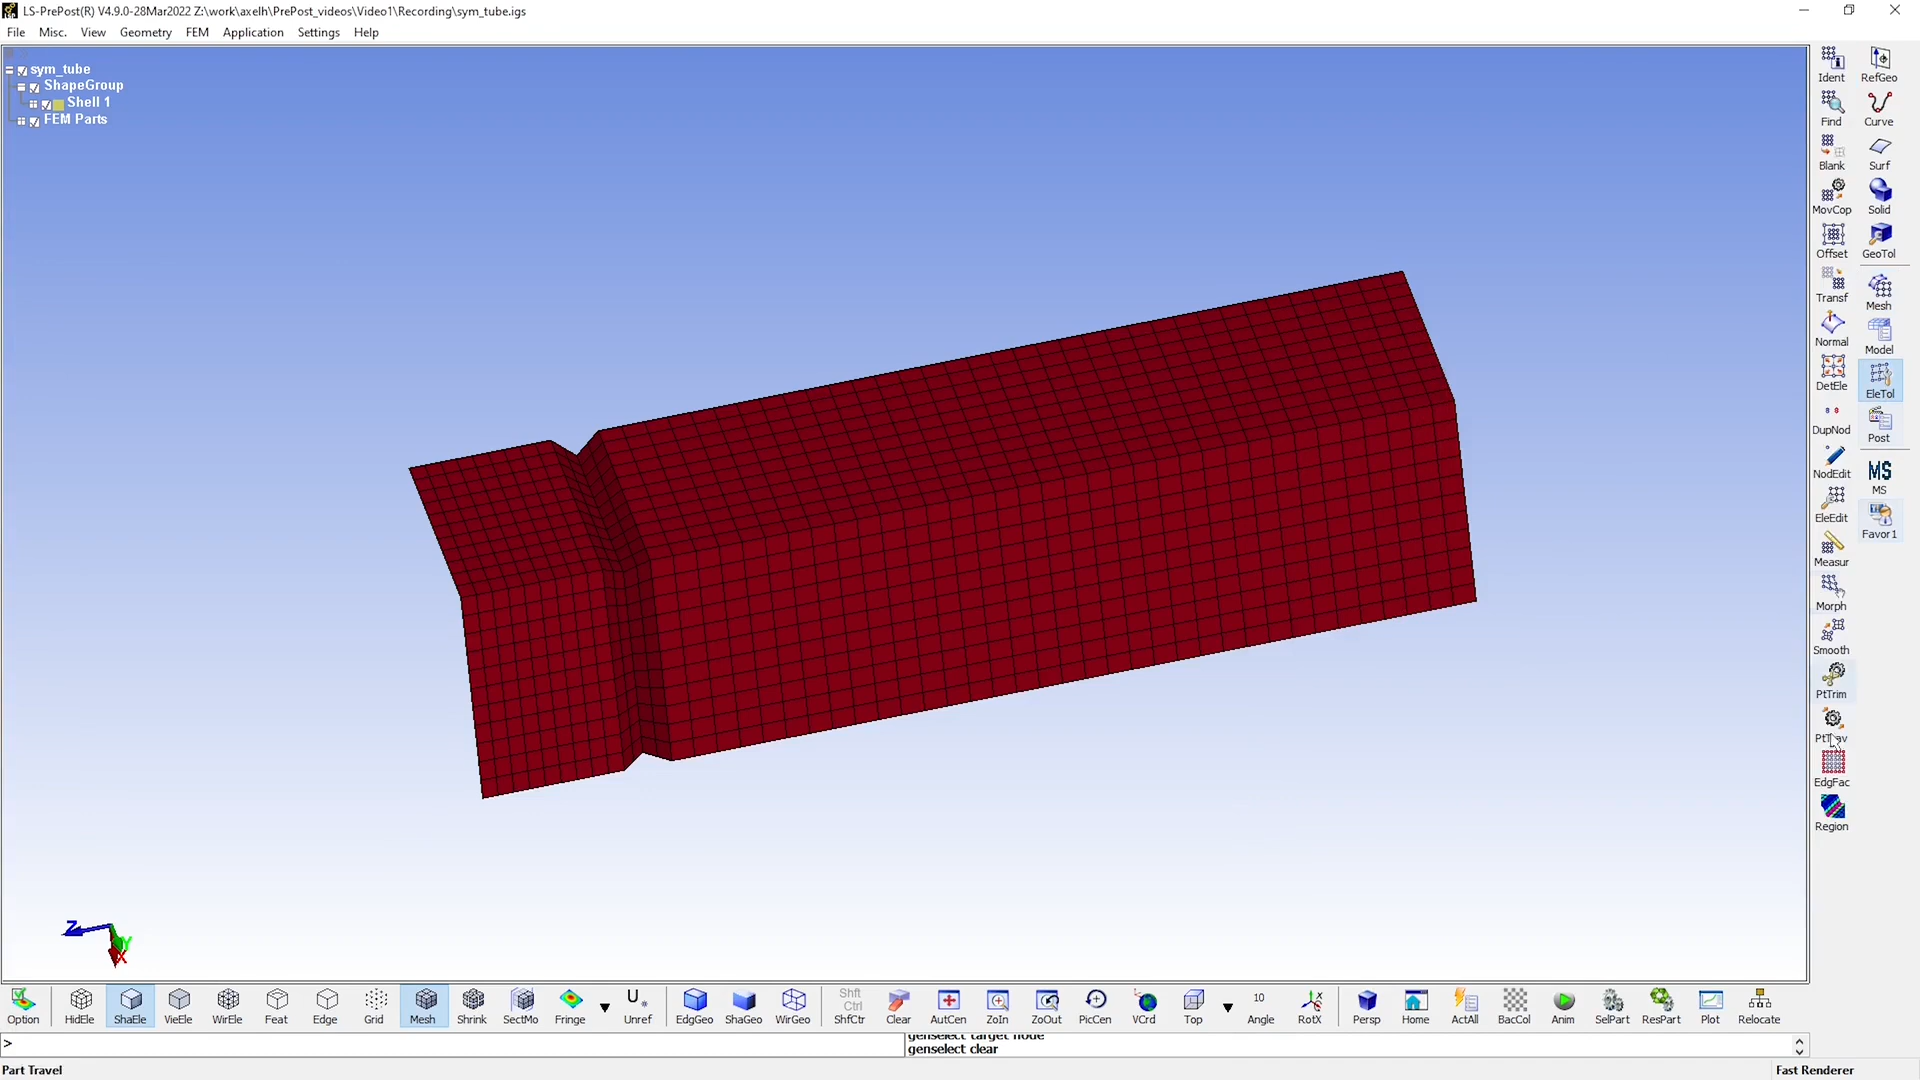 LS-PrePost(R) V4.9.0-28Mar2022 Z:\work\axelh\PrePost_videos\Video1\Recording\sym_tube.igs
File Misc. View Geometry FEM Application Settings Help
sym_tube
ShapeGroup
Shell 1
FEM Parts
Ident RefGeo
Find Curve
Blank Surf
MovCop Solid
Offset GeoTol
Transf Mesh
Normal Model
DetEle EleTol
DupNod Post
NodEdit MS
MS
EleEdit Favor1
Measur
Morph
Smooth
PtTrim
EdgFac
Region
Z
Y
X
Option HidEle ShaEle VieEle WirEle Feat Edge Grid Mesh Shrink SectMo Fringe U Unref EdgGeo ShaGeo WirGeo Shft Ctrl ShfCtr Clear AutCen ZoIn ZoOut PicCen VCrd Top 10 Angle RotX Persp Home ActAll BacCol Anim SelPart ResPart Plot Relocate
>
genselect target node
genselect clear
Part Travel Fast Renderer